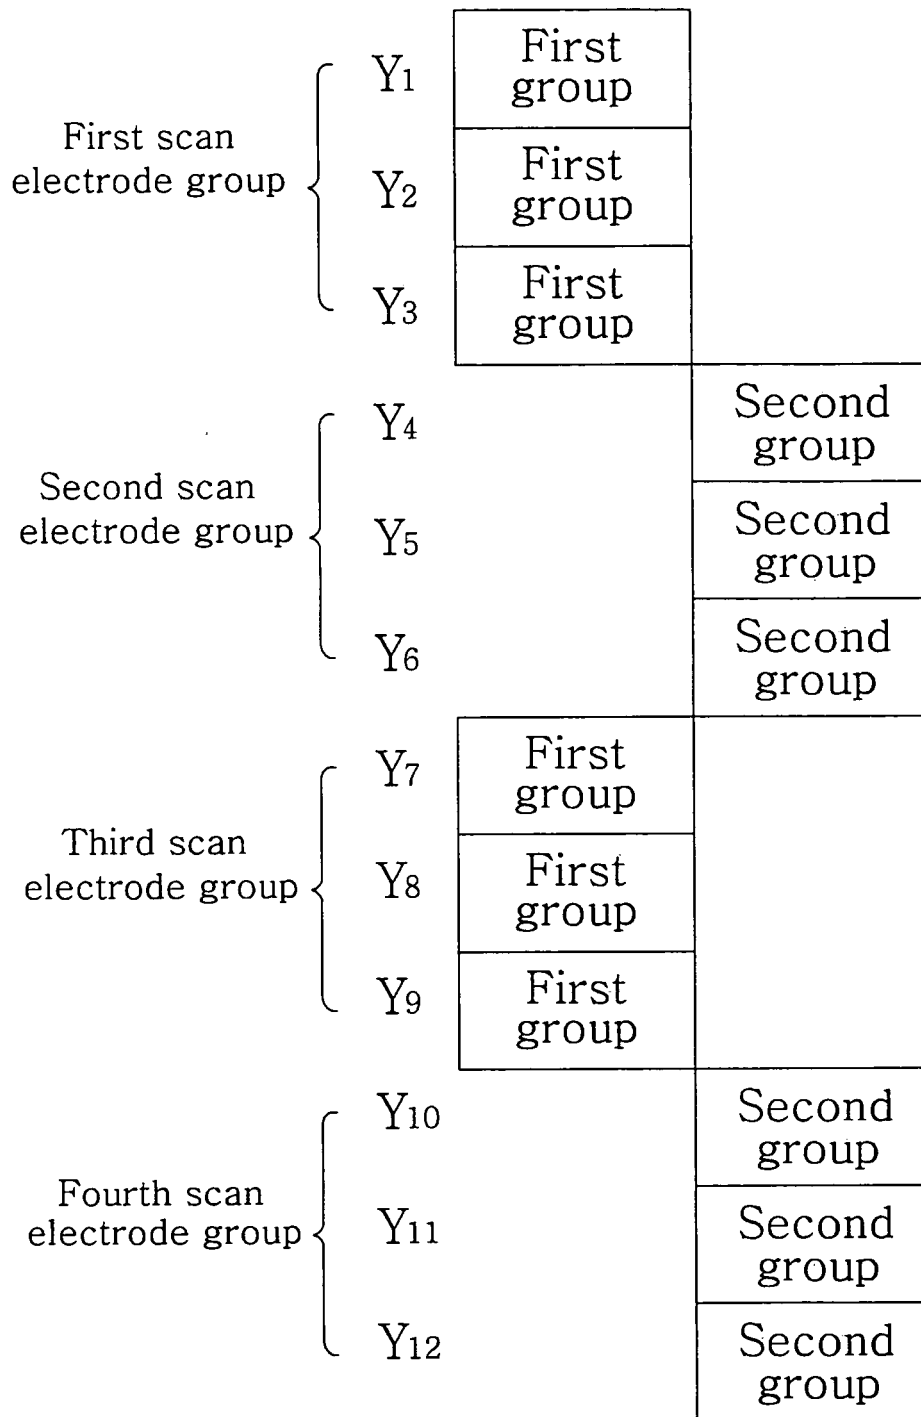 Y1
First
group
First scan
electrode group
Y2
First
group
Y3
First
group
Y4
Second
group
Second scan
electrode group
Y5
Second
group
Y6
Second
group
Y7
First
group
Third scan
electrode group
Y8
First
group
Y9
First
group
Y10
Second
group
Fourth scan
electrode group
Y11
Second
group
Y12
Second
group